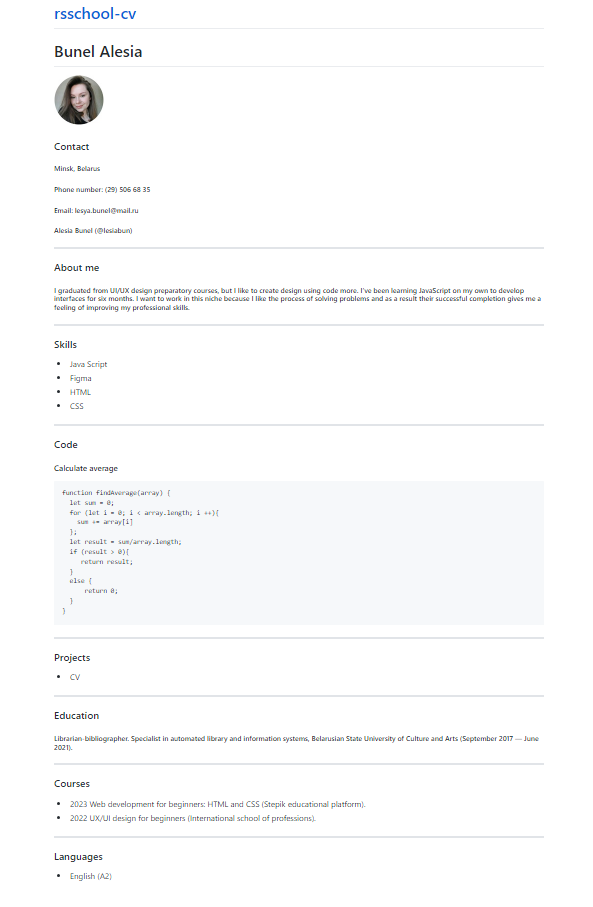 rsschool-cv
Bunel Alesia
Contact
Minsk, Belarus
Phone number: (29) 506 68 35
Email: lesya.bunel@mail.ru
Alesia Bunel (@lesiabun)
About me
I graduated from UI/UX design preparatory courses, but I like to create design using code more. I've been learning JavaScript on my own to develop
interfaces for six months. I want to work in this niche because I like the process of solving problems and as a result their successful completion gives me a
feeling of improving my professional skills.
Skills
• Java Script
• Figma
• HTML
• CSS
Code
Calculate average
function findAverage(array) {
  let sum = 0;
  for (let i = 0; i < array.length; i ++){
    sum += array[i]
  };
  let result = sum/array.length;
  if (result > 0){
     return result;
  }
  else {
      return 0;
  }
}
Projects
• CV
Education
Librarian-bibliographer. Specialist in automated library and information systems, Belarusian State University of Culture and Arts (September 2017 — June
2021).
Courses
• 2023 Web development for beginners: HTML and CSS (Stepik educational platform).
• 2022 UX/UI design for beginners (International school of professions).
Languages
• English (A2)